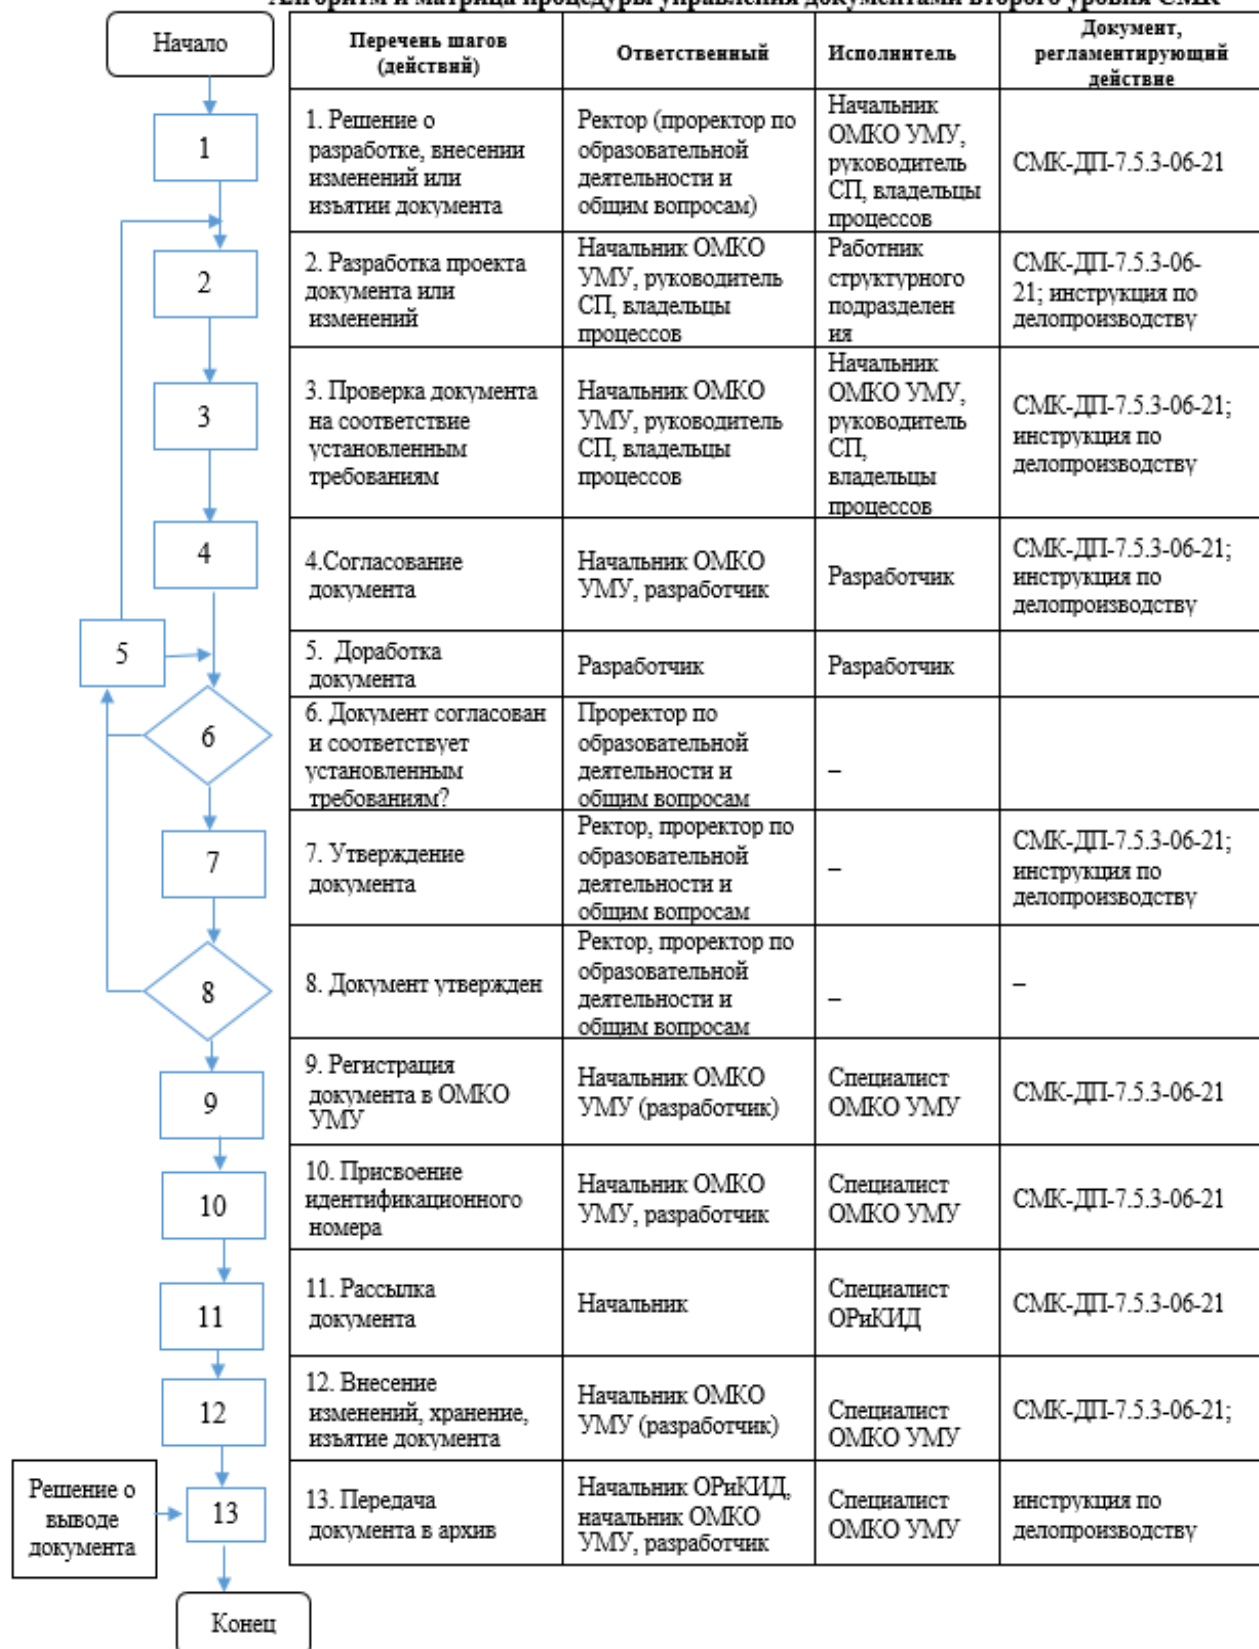 Алгоритм и матрица процедуры управления документами второго уровня СМК
Начало
Перечень шагов
(действий)
Ответственный
Исполнитель
Документ,
регламентирующий
действие
1
1. Решение о
разработке, внесении
изменений или
изъятии документа
Ректор (проректор по
образовательной
деятельности и
общим вопросам)
Начальник
ОМКО УМУ,
руководитель
СП, владельцы
процессов
СМК-ДП-7.5.3-06-21
2
2. Разработка проекта
документа или
изменений
Начальник ОМКО
УМУ, руководитель
СП, владельцы
процессов
Работник
структурного
подразделен
ия
СМК-ДП-7.5.3-06-
21; инструкция по
делопроизводству
3
3. Проверка документа
на соответствие
установленным
требованиям
Начальник ОМКО
УМУ, руководитель
СП, владельцы
процессов
Начальник
ОМКО УМУ,
руководитель
СП,
владельцы
процессов
СМК-ДП-7.5.3-06-21;
инструкция по
делопроизводству
4
4.Согласование
документа
Начальник ОМКО
УМУ, разработчик
Разработчик
СМК-ДП-7.5.3-06-21;
инструкция по
делопроизводству
5
5. Доработка
документа
Разработчик
Разработчик
6
6. Документ согласован
и соответствует
установленным
требованиям?
Проректор по
образовательной
деятельности и
общим вопросам
–
7
7. Утверждение
документа
Ректор, проректор по
образовательной
деятельности и
общим вопросам
–
СМК-ДП-7.5.3-06-21;
инструкция по
делопроизводству
8
8. Документ утвержден
Ректор, проректор по
образовательной
деятельности и
общим вопросам
–
–
9
9. Регистрация
документа в ОМКО
УМУ
Начальник ОМКО
УМУ (разработчик)
Специалист
ОМКО УМУ
СМК-ДП-7.5.3-06-21
10
10. Присвоение
идентификационного
номера
Начальник ОМКО
УМУ, разработчик
Специалист
ОМКО УМУ
СМК-ДП-7.5.3-06-21
11
11. Рассылка
документа
Начальник
Специалист
ОРиКИД
СМК-ДП-7.5.3-06-21
12
12. Внесение
изменений, хранение,
изъятие документа
Начальник ОМКО
УМУ (разработчик)
Специалист
ОМКО УМУ
СМК-ДП-7.5.3-06-21;
Решение о
выводе
документа
13
13. Передача
документа в архив
Начальник ОРиКИД,
начальник ОМКО
УМУ, разработчик
Специалист
ОМКО УМУ
инструкция по
делопроизводству
Конец